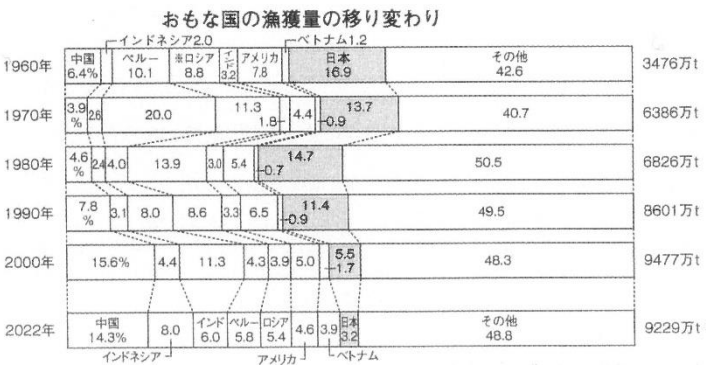 おもな国の漁獲量の移り変わり
インドネシア2.0 ベトナム1.2
1960年 中国 6.4% ペルー 10.1 ※ロシア 8.8 インド 3.2 アメリカ 7.8 日本 16.9 その他 42.6 3476万t
1970年 3.9% 2.6 20.0 11.3 1.8 4.4 0.9 13.7 40.7 6386万t
1980年 4.6% 2.4 4.0 13.9 3.0 5.4 0.7 14.7 50.5 6826万t
1990年 7.8% 3.1 8.0 8.6 3.3 6.5 0.9 11.4 49.5 8601万t
2000年 15.6% 4.4 11.3 4.3 3.9 5.0 1.7 5.5 48.3 9477万t
2022年 中国 14.3% 8.0 インド 6.0 ペルー 5.8 ロシア 5.4 4.6 3.9 日本 3.2 その他 48.8 9229万t
インドネシア アメリカ ベトナム